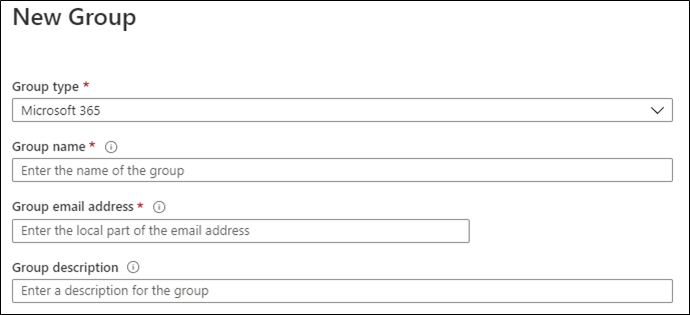 New Group
Group type *
Microsoft 365
Group name *
Enter the name of the group
Group email address *
Enter the local part of the email address
Group description
Enter a description for the group